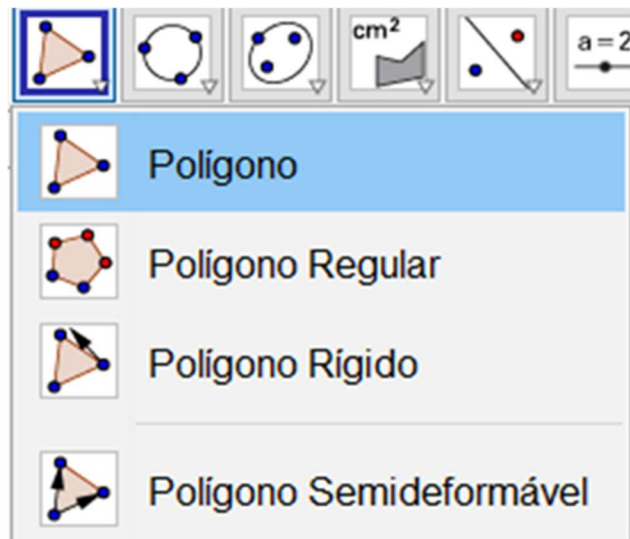 cm²
a = 2
Polígono
Polígono Regular
Polígono Rígido
Polígono Semideformável